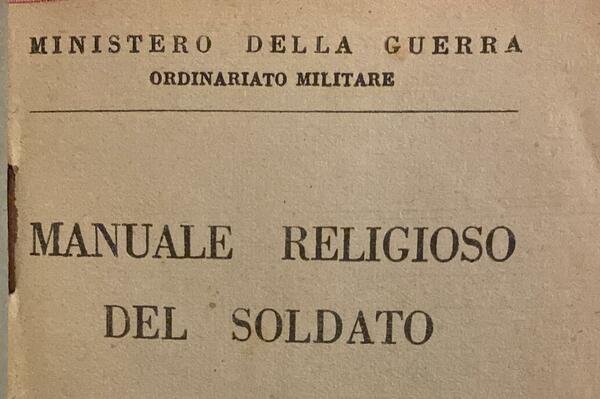 MINISTERO DELLA GUERRA
ORDINARIATO MILITARE
MANUALE RELIGIOSO
DEL SOLDATO